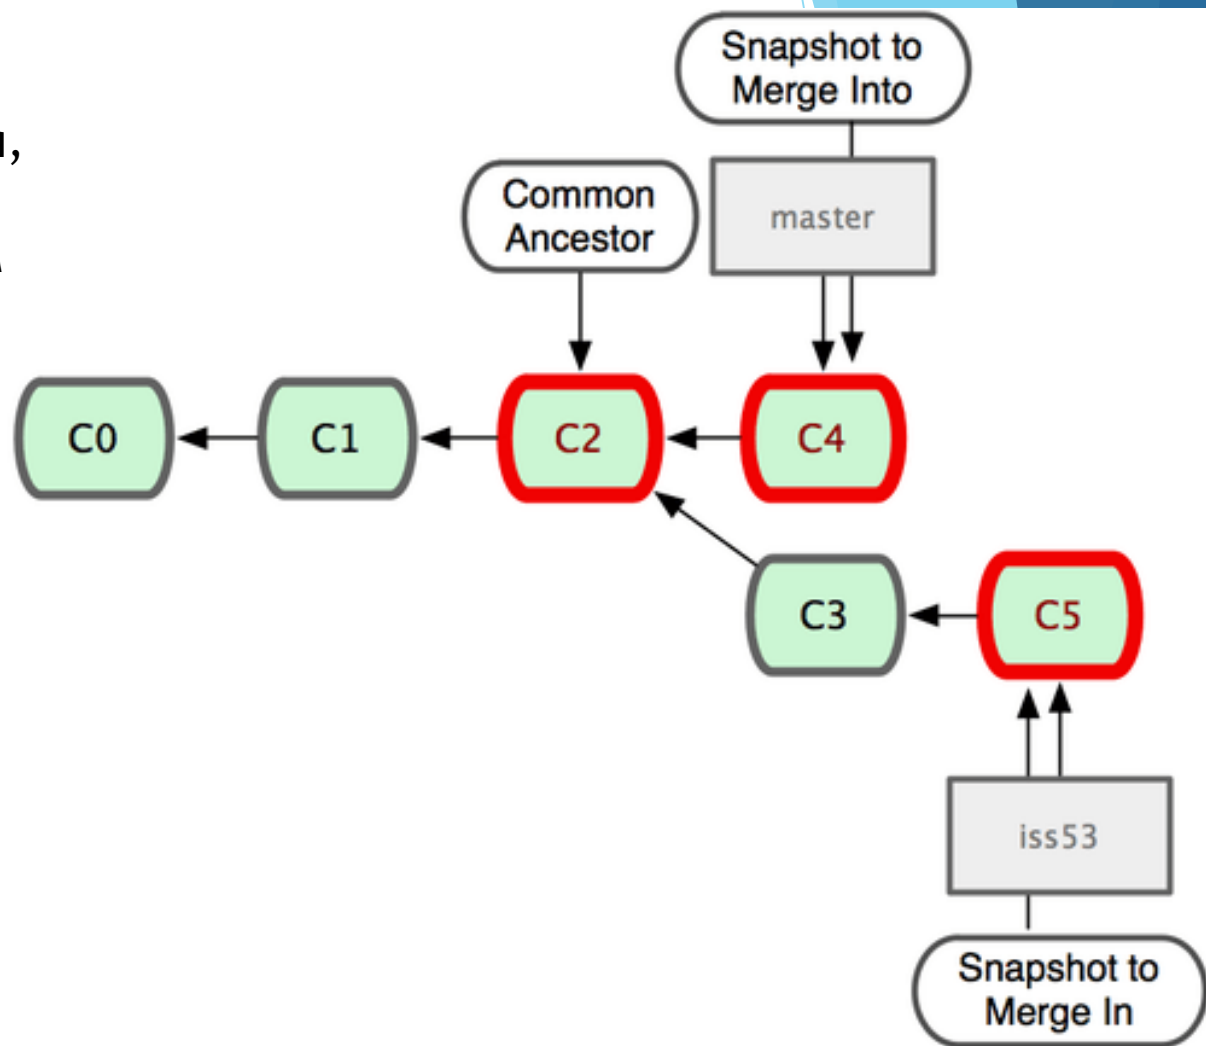 Snapshot to
Merge Into
Common
Ancestor
master
C0
C1
C2
C4
C3
C5
iss53
Snapshot to
Merge In